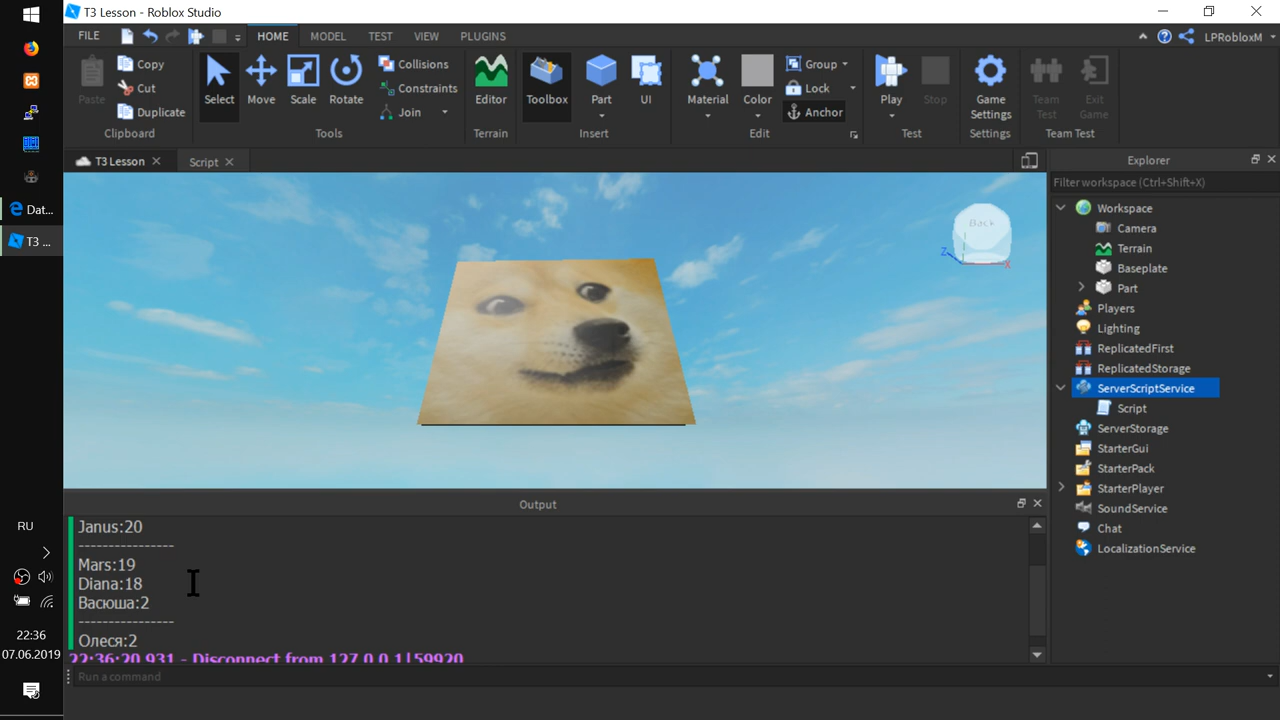 T3 Lesson - Roblox Studio
FILE
HOME
MODEL
TEST
VIEW
PLUGINS
LPRobloxM
Paste
Copy
Cut
Duplicate
Clipboard
Select
Move
Scale
Rotate
Collisions
Constraints
Join
Tools
Editor
Terrain
Toolbox
Part
UI
Insert
Material
Color
Group
Lock
Anchor
Edit
Play
Stop
Test
Game
Settings
Settings
Team
Test
Exit
Game
Team Test
T3 Lesson
Script
Explorer
Filter workspace (Ctrl+Shift+X)
Workspace
Camera
Terrain
Baseplate
Part
Players
Lighting
ReplicatedFirst
ReplicatedStorage
ServerScriptService
Script
ServerStorage
StarterGui
StarterPack
StarterPlayer
SoundService
Chat
LocalizationService
Back
Z
X
Output
Janus:20
----------------
Mars:19
Diana:18
Васюша:2
----------------
Олеся:2
22:36:20.931 - Disconnect from 127.0.0.1|59920
Run a command
Dat...
T3 ...
RU
22:36
07.06.2019